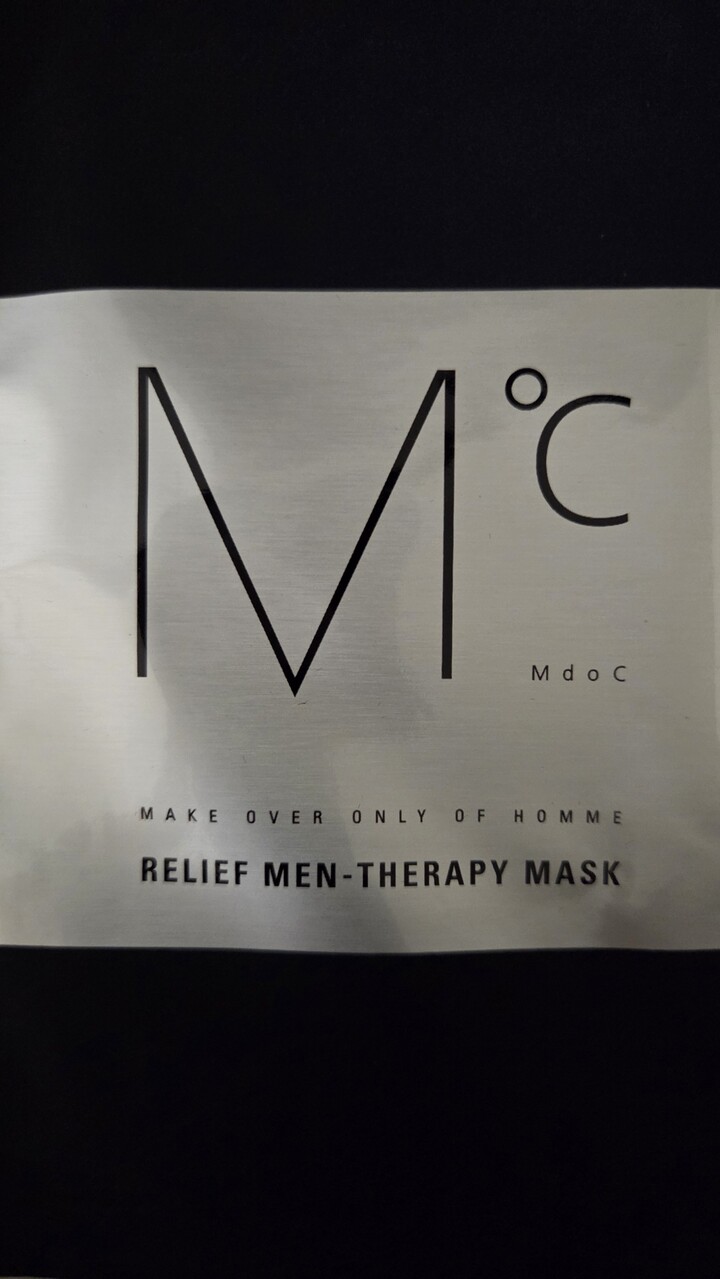 M°C
MdoC
MAKE OVER ONLY OF HOMME
RELIEF MEN-THERAPY MASK